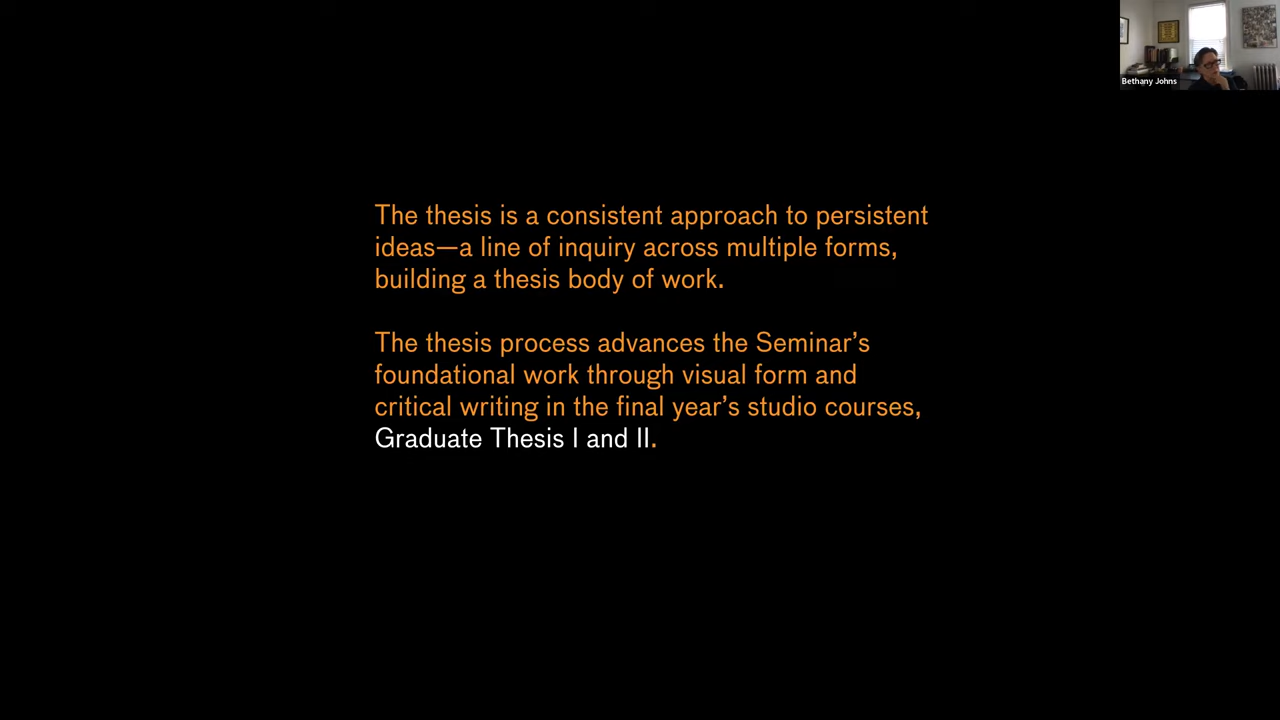 Bethany Johns
The thesis is a consistent approach to persistent
ideas—a line of inquiry across multiple forms,
building a thesis body of work.
The thesis process advances the Seminar’s
foundational work through visual form and
critical writing in the final year’s studio courses,
Graduate Thesis I and II.